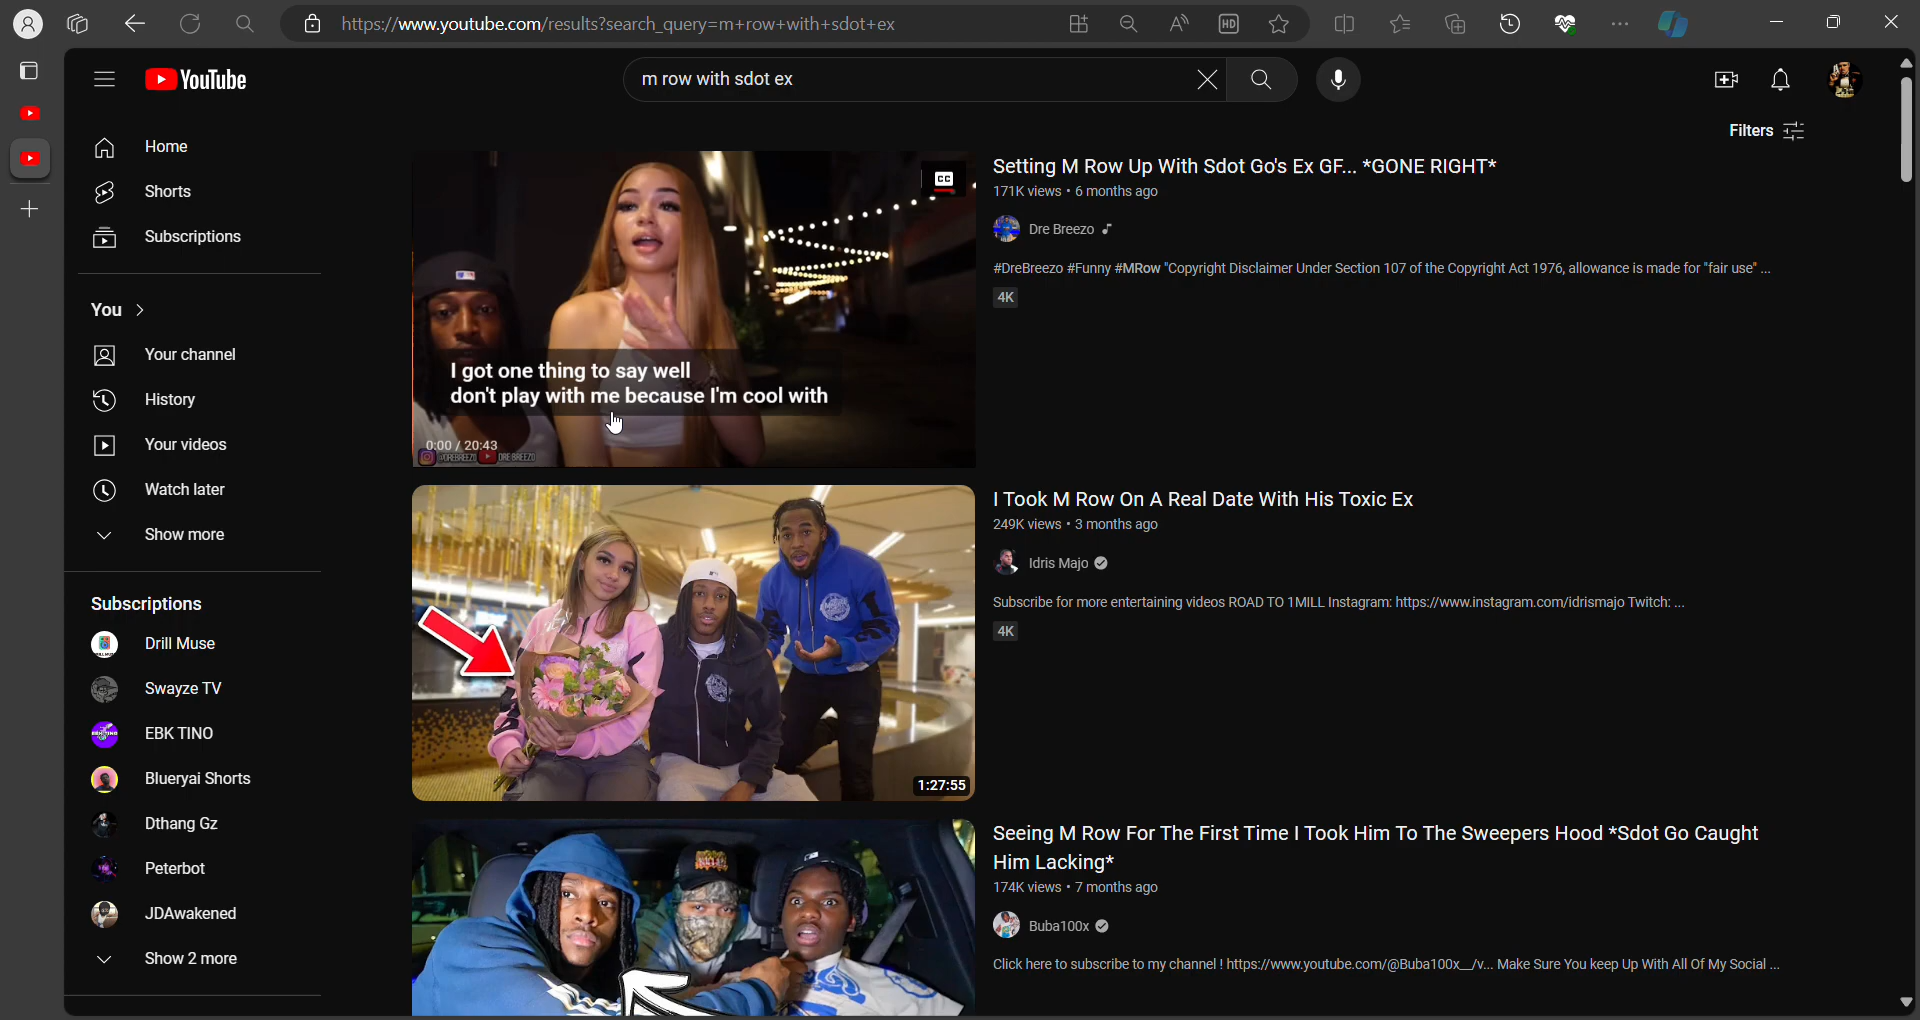 https://www.youtube.com/results?search_query=m+row+with+sdot+ex
HD
YouTube
m row with sdot ex
Filters
Home
Shorts
Subscriptions
You
Your channel
History
Your videos
Watch later
Show more
Subscriptions
Drill Muse
Swayze TV
EBK TINO
Blueryai Shorts
Dthang Gz
Peterbot
JDAwakened
Show 2 more
CC
I got one thing to say well
don't play with me because I'm cool with
0:00 / 20:43
@DREBREEZO DRE BREEZO
Setting M Row Up With Sdot Go's Ex GF... *GONE RIGHT*
171K views • 6 months ago
Dre Breezo
#DreBreezo #Funny #MRow "Copyright Disclaimer Under Section 107 of the Copyright Act 1976, allowance is made for "fair use" ...
4K
1:27:55
I Took M Row On A Real Date With His Toxic Ex
249K views • 3 months ago
Idris Majo
Subscribe for more entertaining videos ROAD TO 1MILL Instagram: https://www.instagram.com/idrismajo Twitch: ...
4K
Seeing M Row For The First Time I Took Him To The Sweepers Hood *Sdot Go Caught
Him Lacking*
174K views • 7 months ago
Buba100x
Click here to subscribe to my channel ! https://www.youtube.com/@Buba100x_/v... Make Sure You keep Up With All Of My Social ...